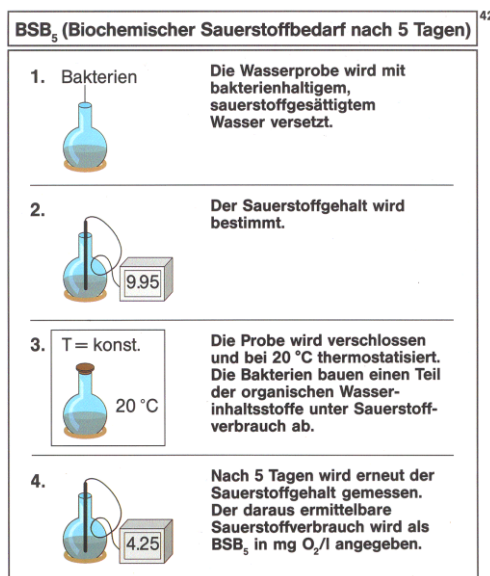 42
BSB₅ (Biochemischer Sauerstoffbedarf nach 5 Tagen)
1. Bakterien
Die Wasserprobe wird mit
bakterienhaltigem,
sauerstoffgesättigtem
Wasser versetzt.
2.
9.95
Der Sauerstoffgehalt wird
bestimmt.
3. T = konst.
20 °C
Die Probe wird verschlossen
und bei 20 °C thermostatisiert.
Die Bakterien bauen einen Teil
der organischen Wasser-
inhaltsstoffe unter Sauerstoff-
verbrauch ab.
4.
4.25
Nach 5 Tagen wird erneut der
Sauerstoffgehalt gemessen.
Der daraus ermittelbare
Sauerstoffverbrauch wird als
BSB₅ in mg O₂/l angegeben.